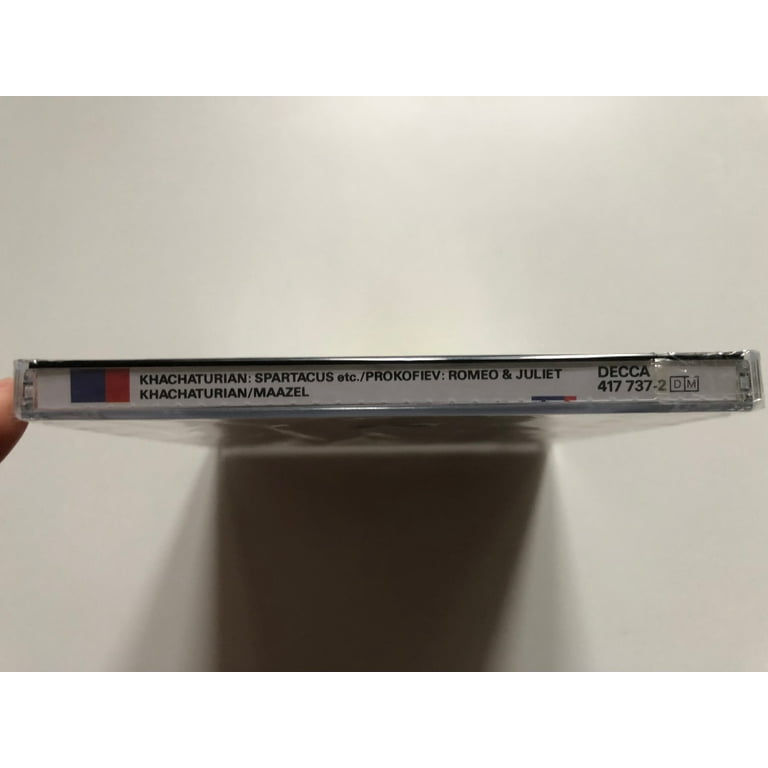 KHACHATURIAN: SPARTACUS etc./PROKOFIEV: ROMEO & JULIET
KHACHATURIAN/MAAZEL
DECCA
417 737-2 DM